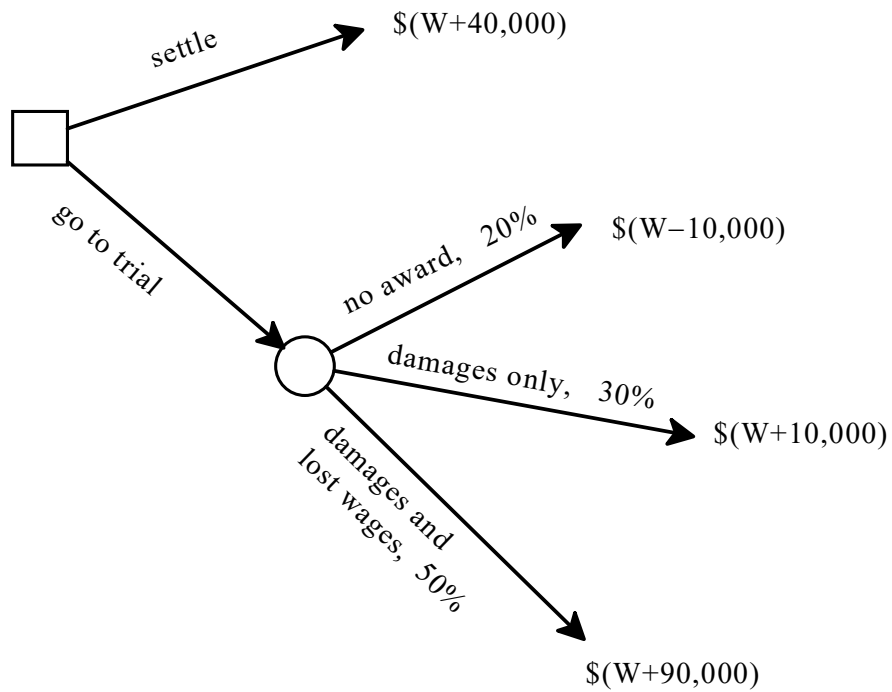 settle
$(W+40,000)
go to trial
no award, 20%
$(W–10,000)
damages only, 30%
$(W+10,000)
damages and
lost wages, 50%
$(W+90,000)